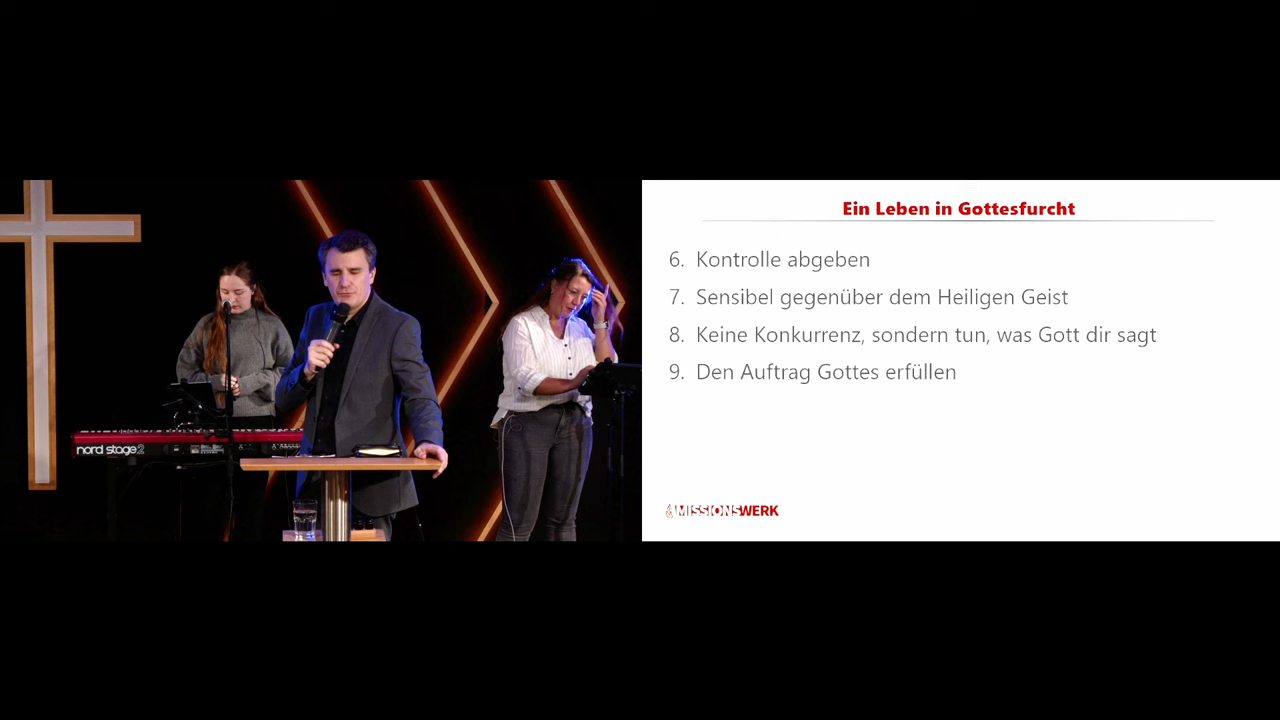 Ein Leben in Gottesfurcht
6. Kontrolle abgeben
7. Sensibel gegenüber dem Heiligen Geist
8. Keine Konkurrenz, sondern tun, was Gott dir sagt
9. Den Auftrag Gottes erfüllen
nord stage 2
MISSIONSWERK